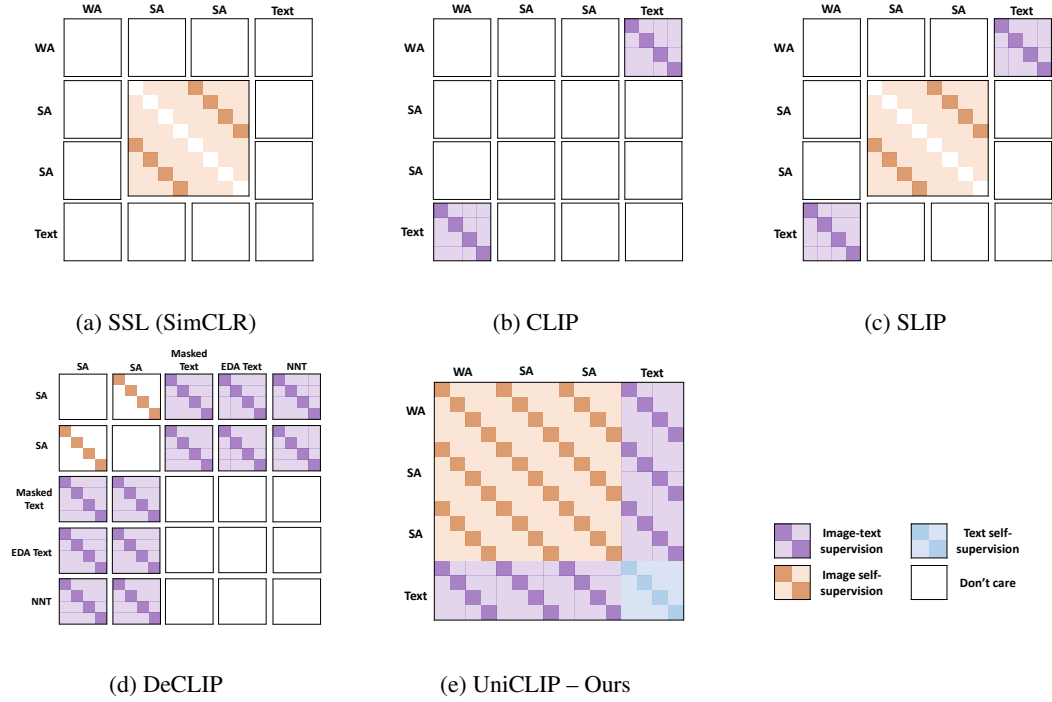 WA SA SA Text
WA
SA
SA
Text
(a) SSL (SimCLR)
WA SA SA Text
WA
SA
SA
Text
(b) CLIP
WA SA SA Text
WA
SA
SA
Text
(c) SLIP
SA SA Masked
Text EDA Text NNT
SA
SA
Masked
Text
EDA Text
NNT
(d) DeCLIP
WA SA SA Text
WA
SA
SA
Text
(e) UniCLIP – Ours
Image-text
supervision
Text self-
supervision
Image self-
supervision
Don't care